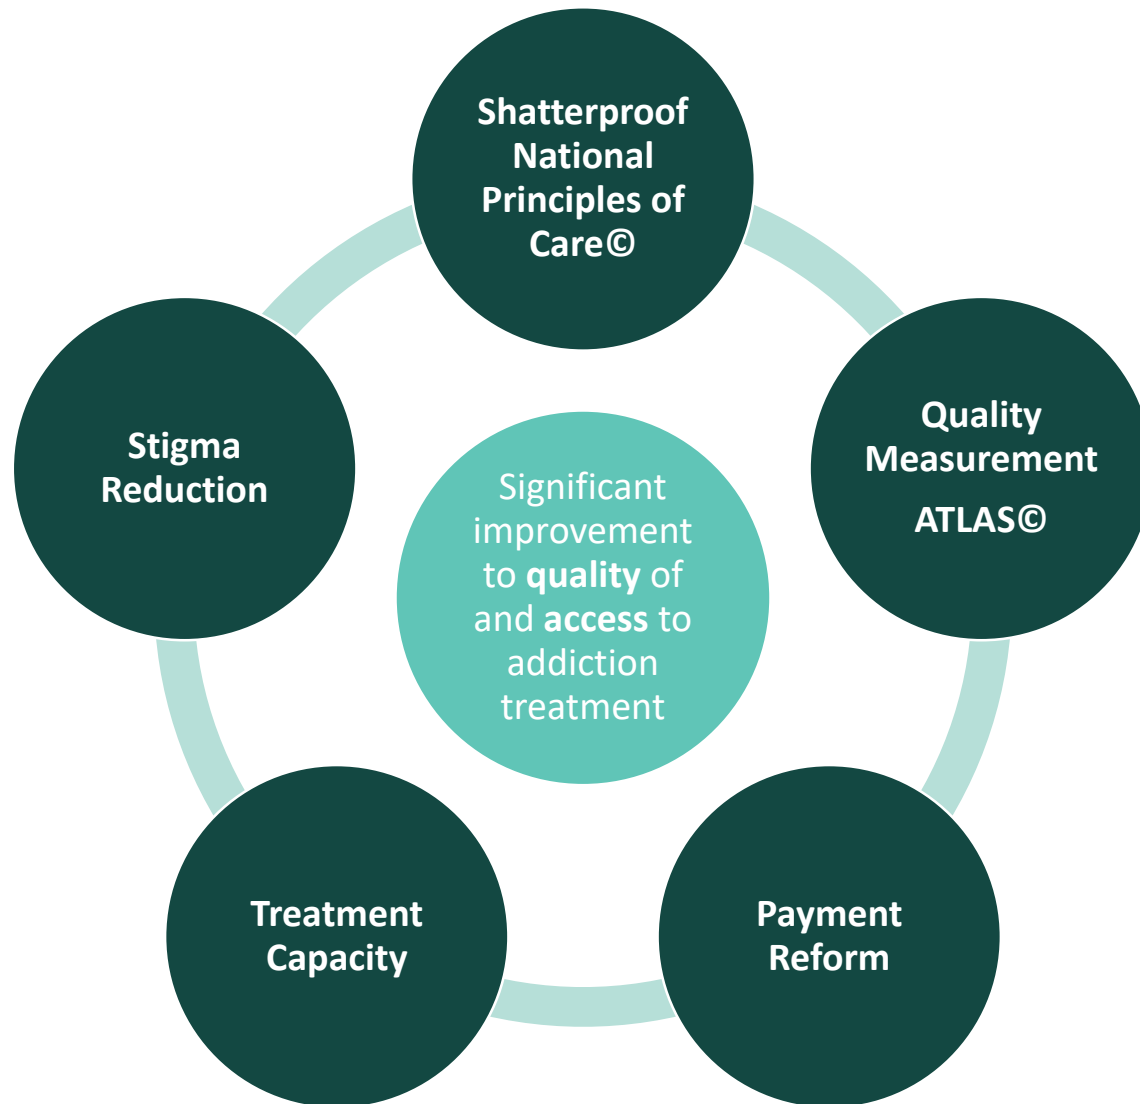 Shatterproof
National
Principles of
Care©
Quality
Measurement
ATLAS©
Payment
Reform
Treatment
Capacity
Stigma
Reduction
Significant
improvement
to quality of
and access to
addiction
treatment